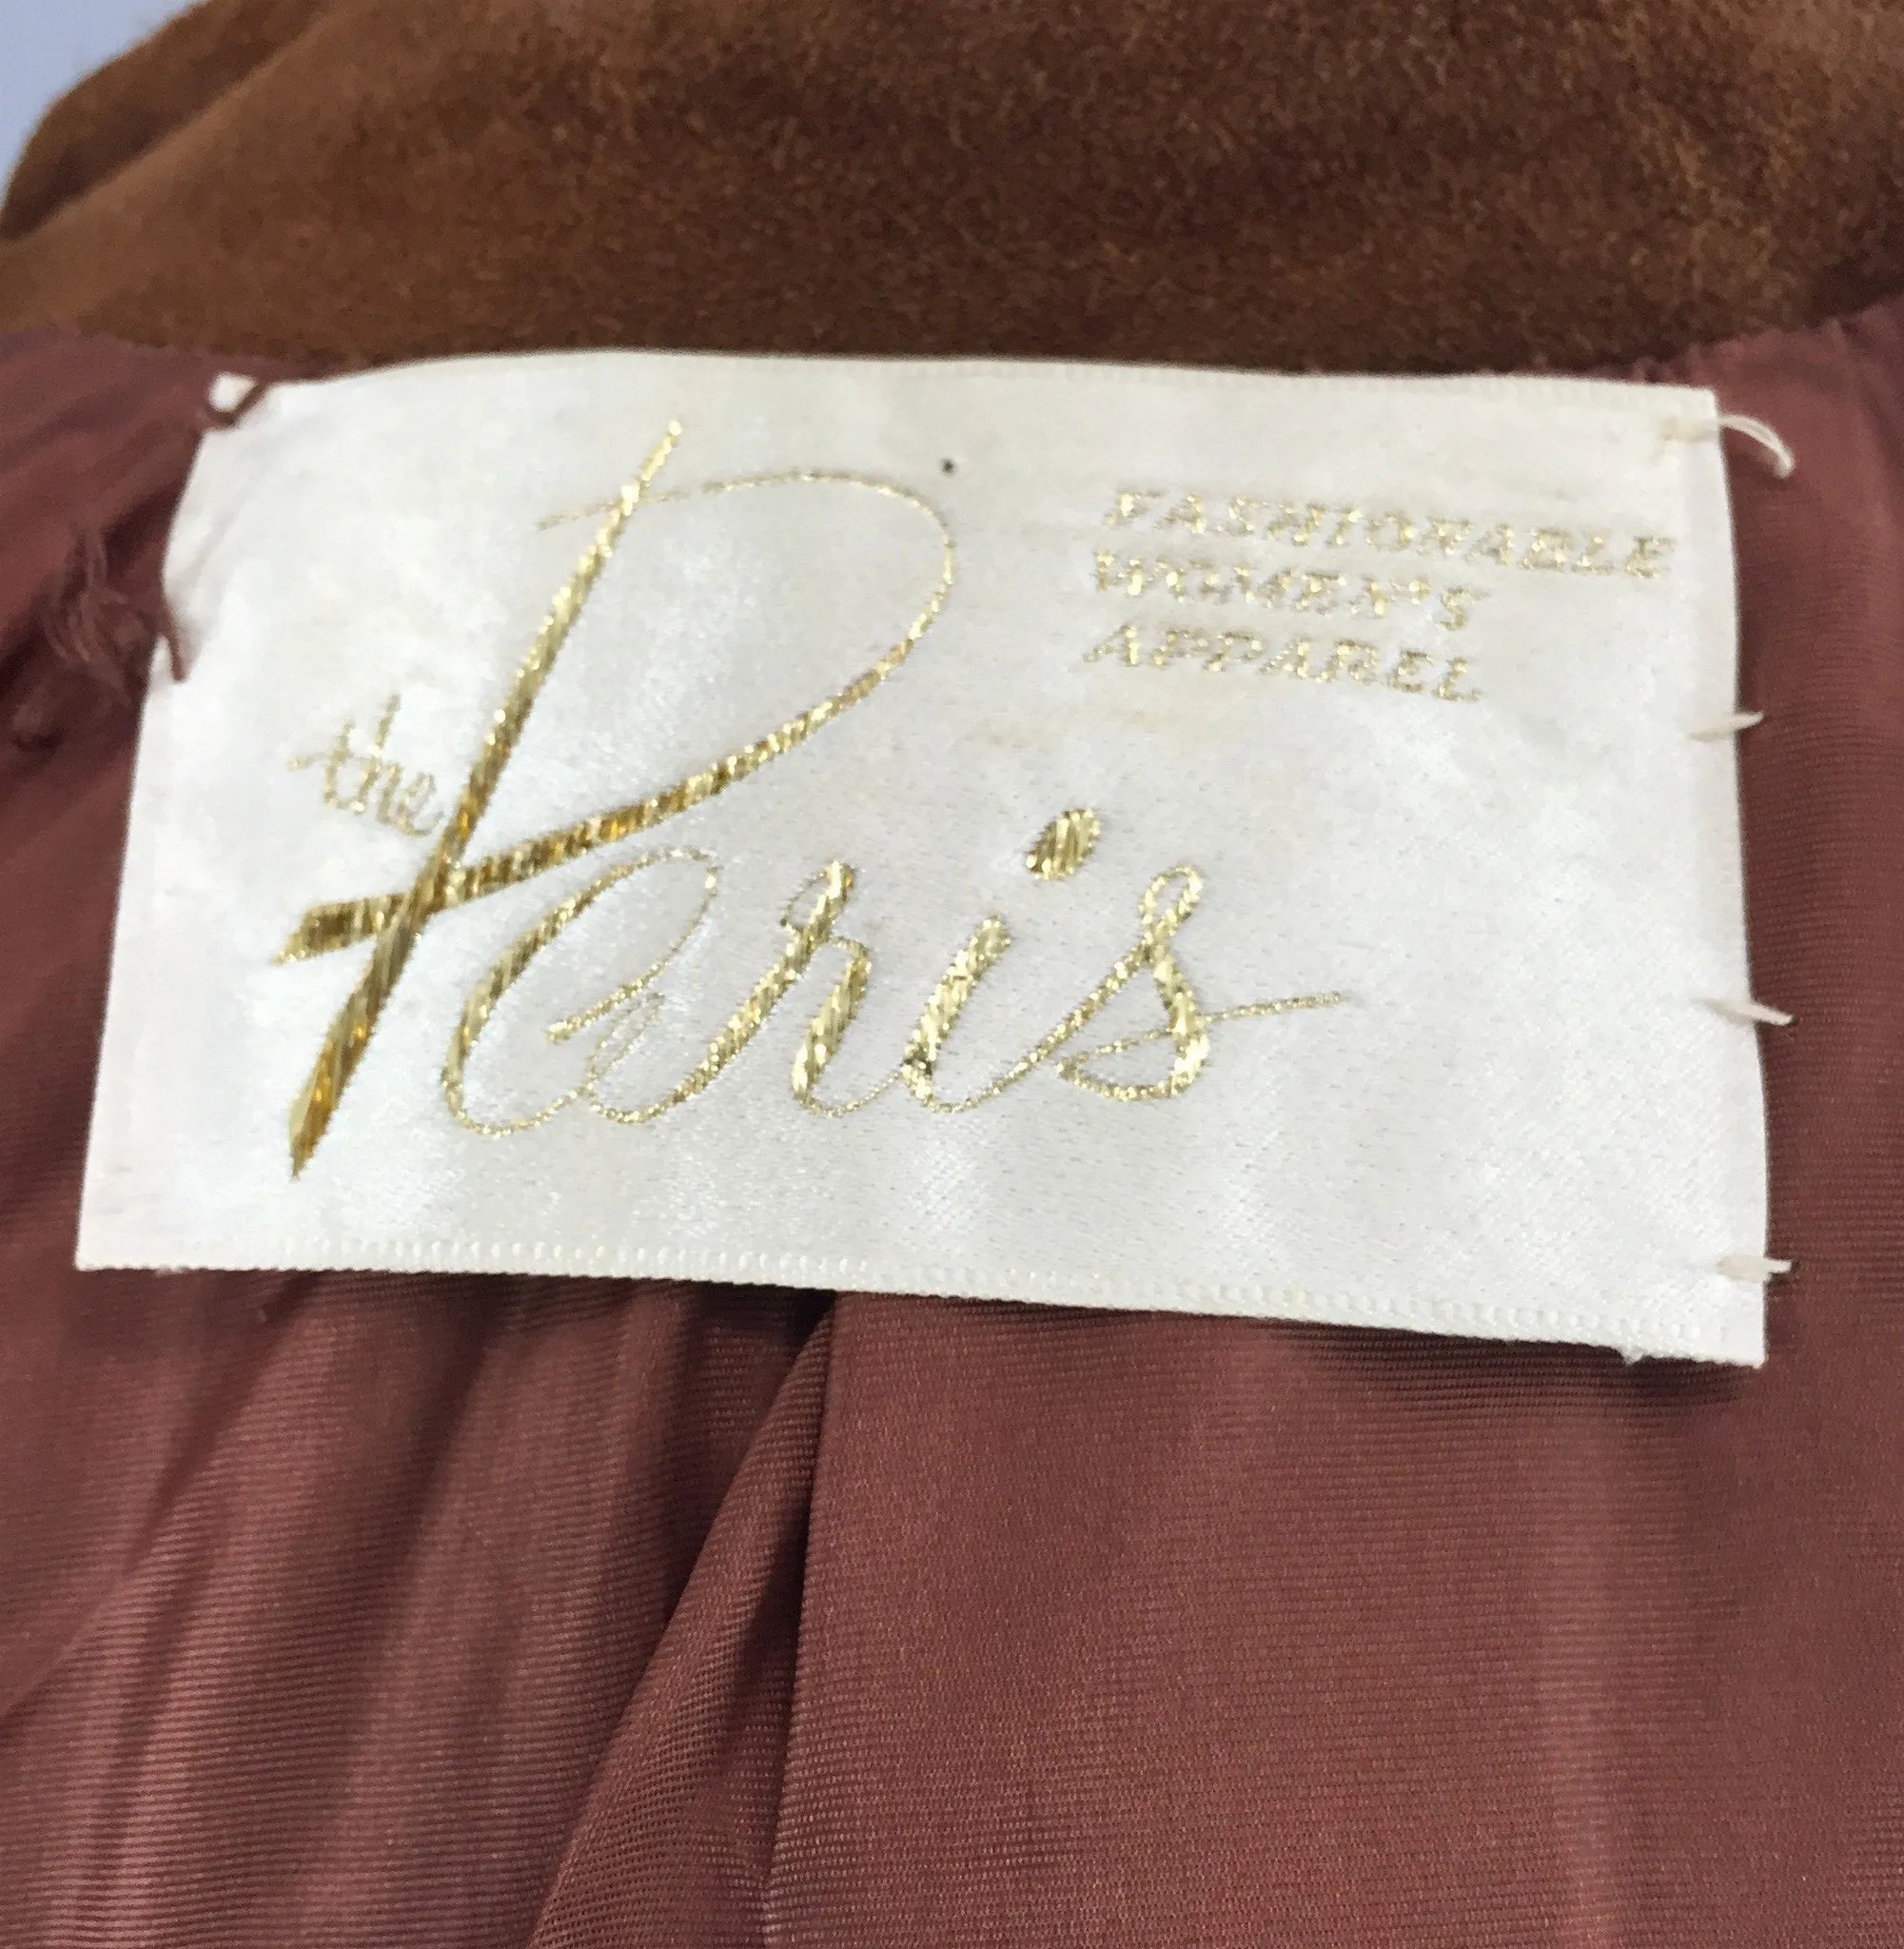 the Paris
FASHIONABLE
WOMEN'S
APPAREL